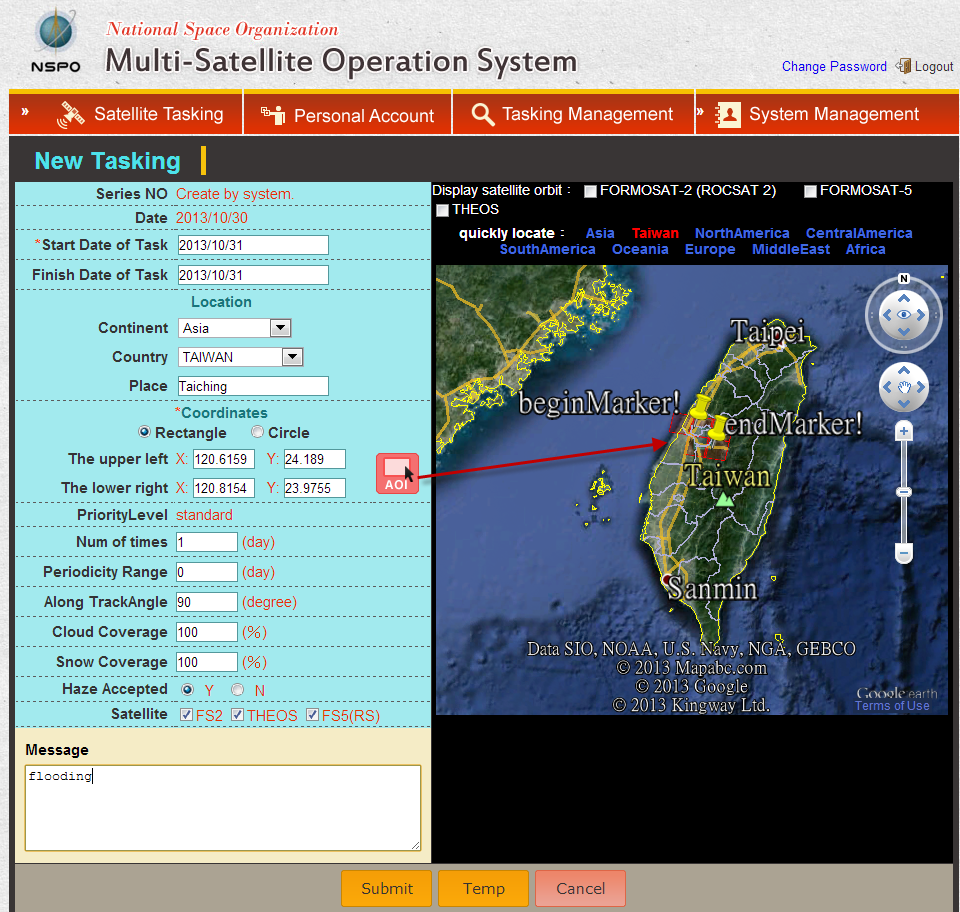 National Space Organization
Multi-Satellite Operation System
NSPO
Change Password Logout
» Satellite Tasking Personal Account Tasking Management » System Management
New Tasking
Series NO Create by system.
Date 2013/10/30
*Start Date of Task 2013/10/31
Finish Date of Task 2013/10/31
Location
Continent Asia
Country TAIWAN
Place Taiching
*Coordinates
Rectangle Circle
The upper left X: 120.6159 Y: 24.189
The lower right X: 120.8154 Y: 23.9755
AOI
PriorityLevel standard
Num of times 1 (day)
Periodicity Range 0 (day)
Along TrackAngle 90 (degree)
Cloud Coverage 100 (%)
Snow Coverage 100 (%)
Haze Accepted Y N
Satellite FS2 THEOS FS5(RS)
Message
flooding
Display satellite orbit : FORMOSAT-2 (ROCSAT 2) FORMOSAT-5
THEOS
quickly locate : Asia Taiwan NorthAmerica CentralAmerica
SouthAmerica Oceania Europe MiddleEast Africa
N
Taipei
beginMarker!
endMarker!
Taiwan
Sanmin
Data SIO, NOAA, U.S. Navy, NGA, GEBCO
© 2013 Mapabc.com
© 2013 Google
© 2013 Kingway Ltd.
Google earth
Terms of Use
Submit Temp Cancel